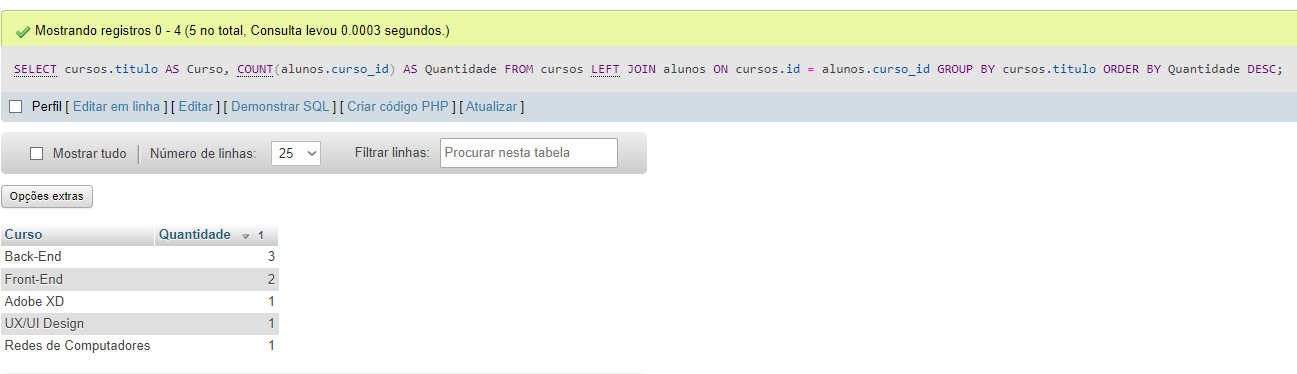 Mostrando registros 0 - 4 (5 no total, Consulta levou 0.0003 segundos.)
SELECT cursos.titulo AS Curso, COUNT(alunos.curso_id) AS Quantidade FROM cursos LEFT JOIN alunos ON cursos.id = alunos.curso_id GROUP BY cursos.titulo ORDER BY Quantidade DESC;
Perfil [ Editar em linha ] [ Editar ] [ Demonstrar SQL ] [ Criar código PHP ] [ Atualizar ]
Mostrar tudo Número de linhas: 25 Filtrar linhas: Procurar nesta tabela
Opções extras
Curso Quantidade 1
Back-End 3
Front-End 2
Adobe XD 1
UX/UI Design 1
Redes de Computadores 1